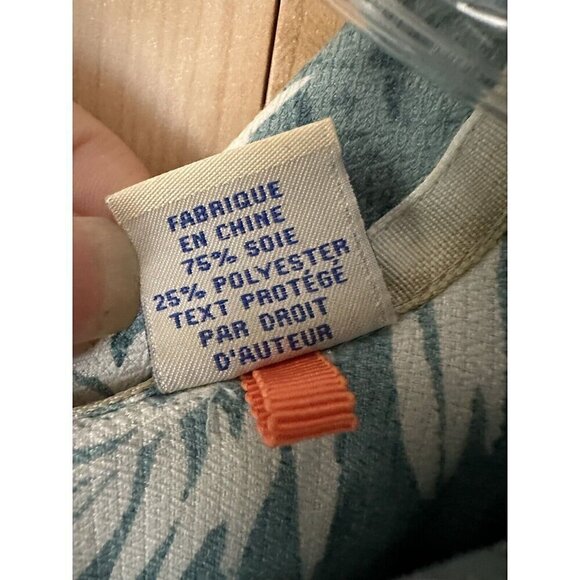 FABRIQUE
EN CHINE
75% SOIE
25% POLYESTER
TEXT PROTÉGÉ
PAR DROIT
D'AUTEUR